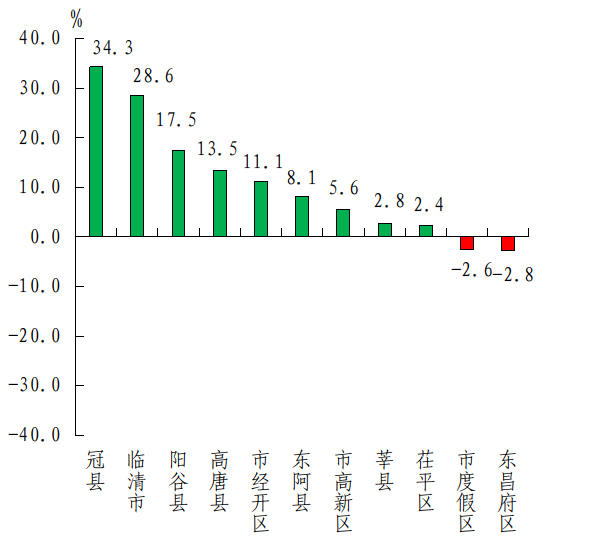 %
40.0
30.0
20.0
10.0
0.0
-10.0
-20.0
-30.0
-40.0
34.3
28.6
17.5
13.5
11.1
8.1
5.6
2.8
2.4
-2.6
-2.8
冠县
临清市
阳谷县
高唐县
市经开区
东阿县
市高新区
莘县
茌平区
市度假区
东昌府区